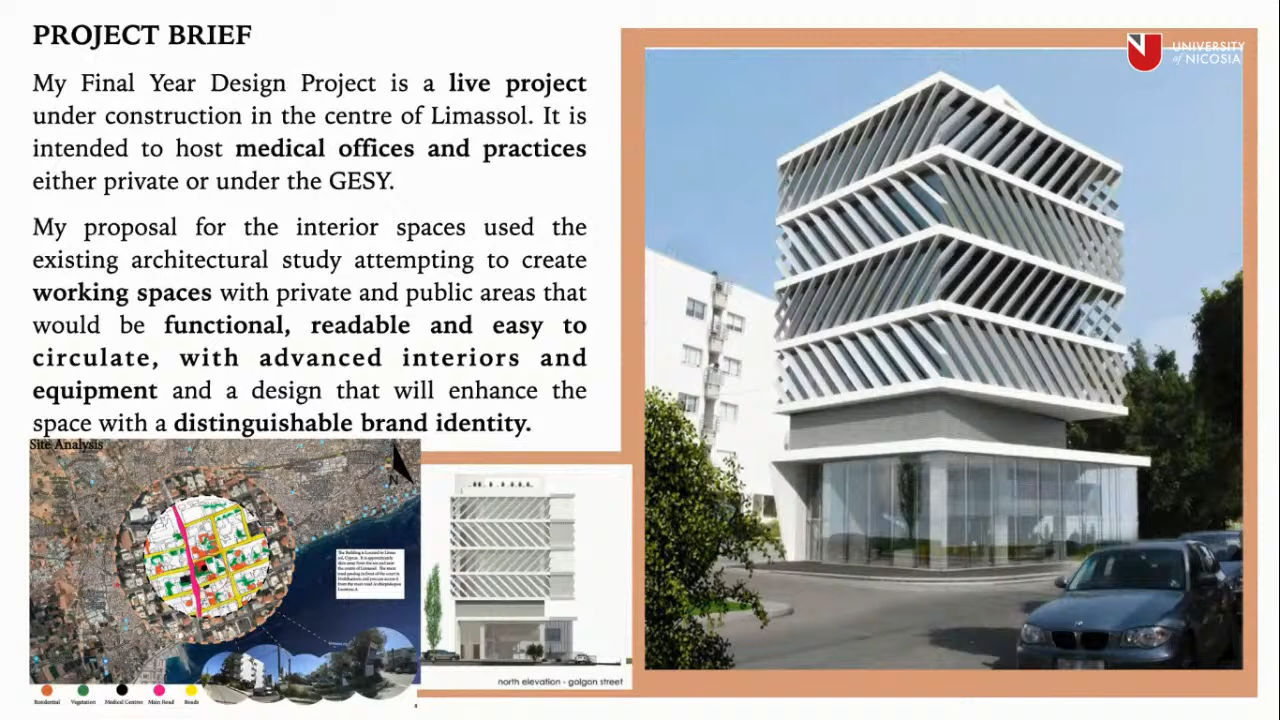 PROJECT BRIEF
My Final Year Design Project is a live project
under construction in the centre of Limassol. It is
intended to host medical offices and practices
either private or under the GESY.
My proposal for the interior spaces used the
existing architectural study attempting to create
working spaces with private and public areas that
would be functional, readable and easy to
circulate, with advanced interiors and
equipment and a design that will enhance the
space with a distinguishable brand identity.
UNIVERSITY
of NICOSIA
Site Analysis
N
Residential Vegetation Medical Centres Main Road Roads
north elevation - golgon street